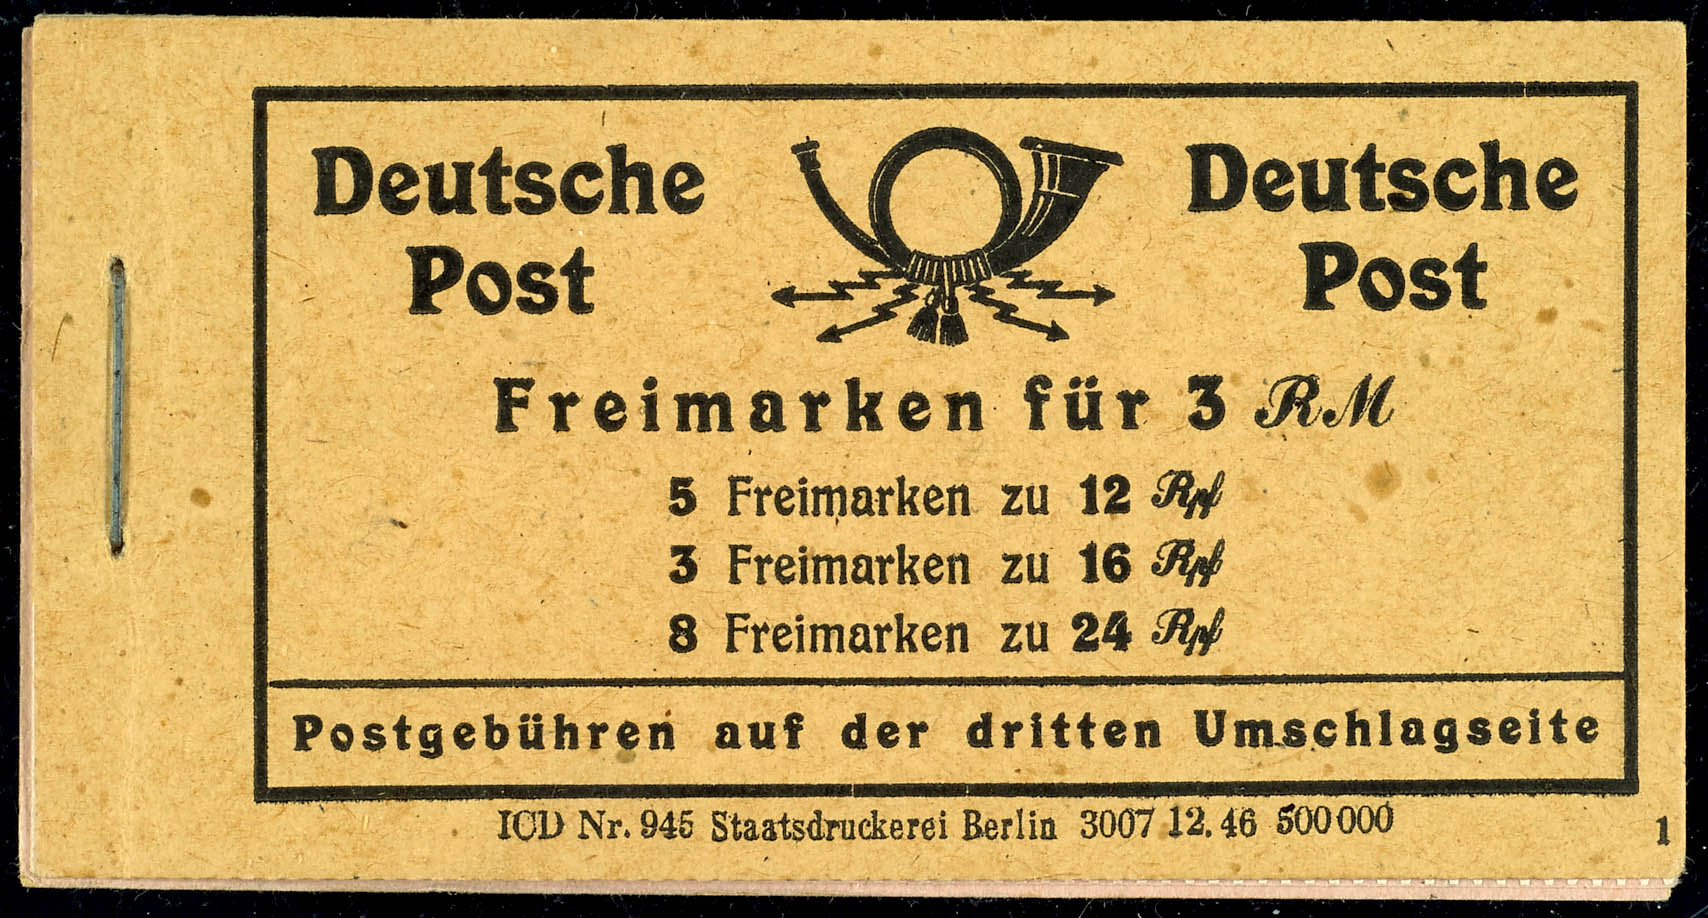 Deutsche Post
Deutsche Post
Freimarken für 3 RM
5 Freimarken zu 12 Rpf
3 Freimarken zu 16 Rpf
8 Freimarken zu 24 Rpf
Postgebühren auf der dritten Umschlagseite
ICD Nr. 945 Staatsdruckerei Berlin 3007 12.46 500000
1